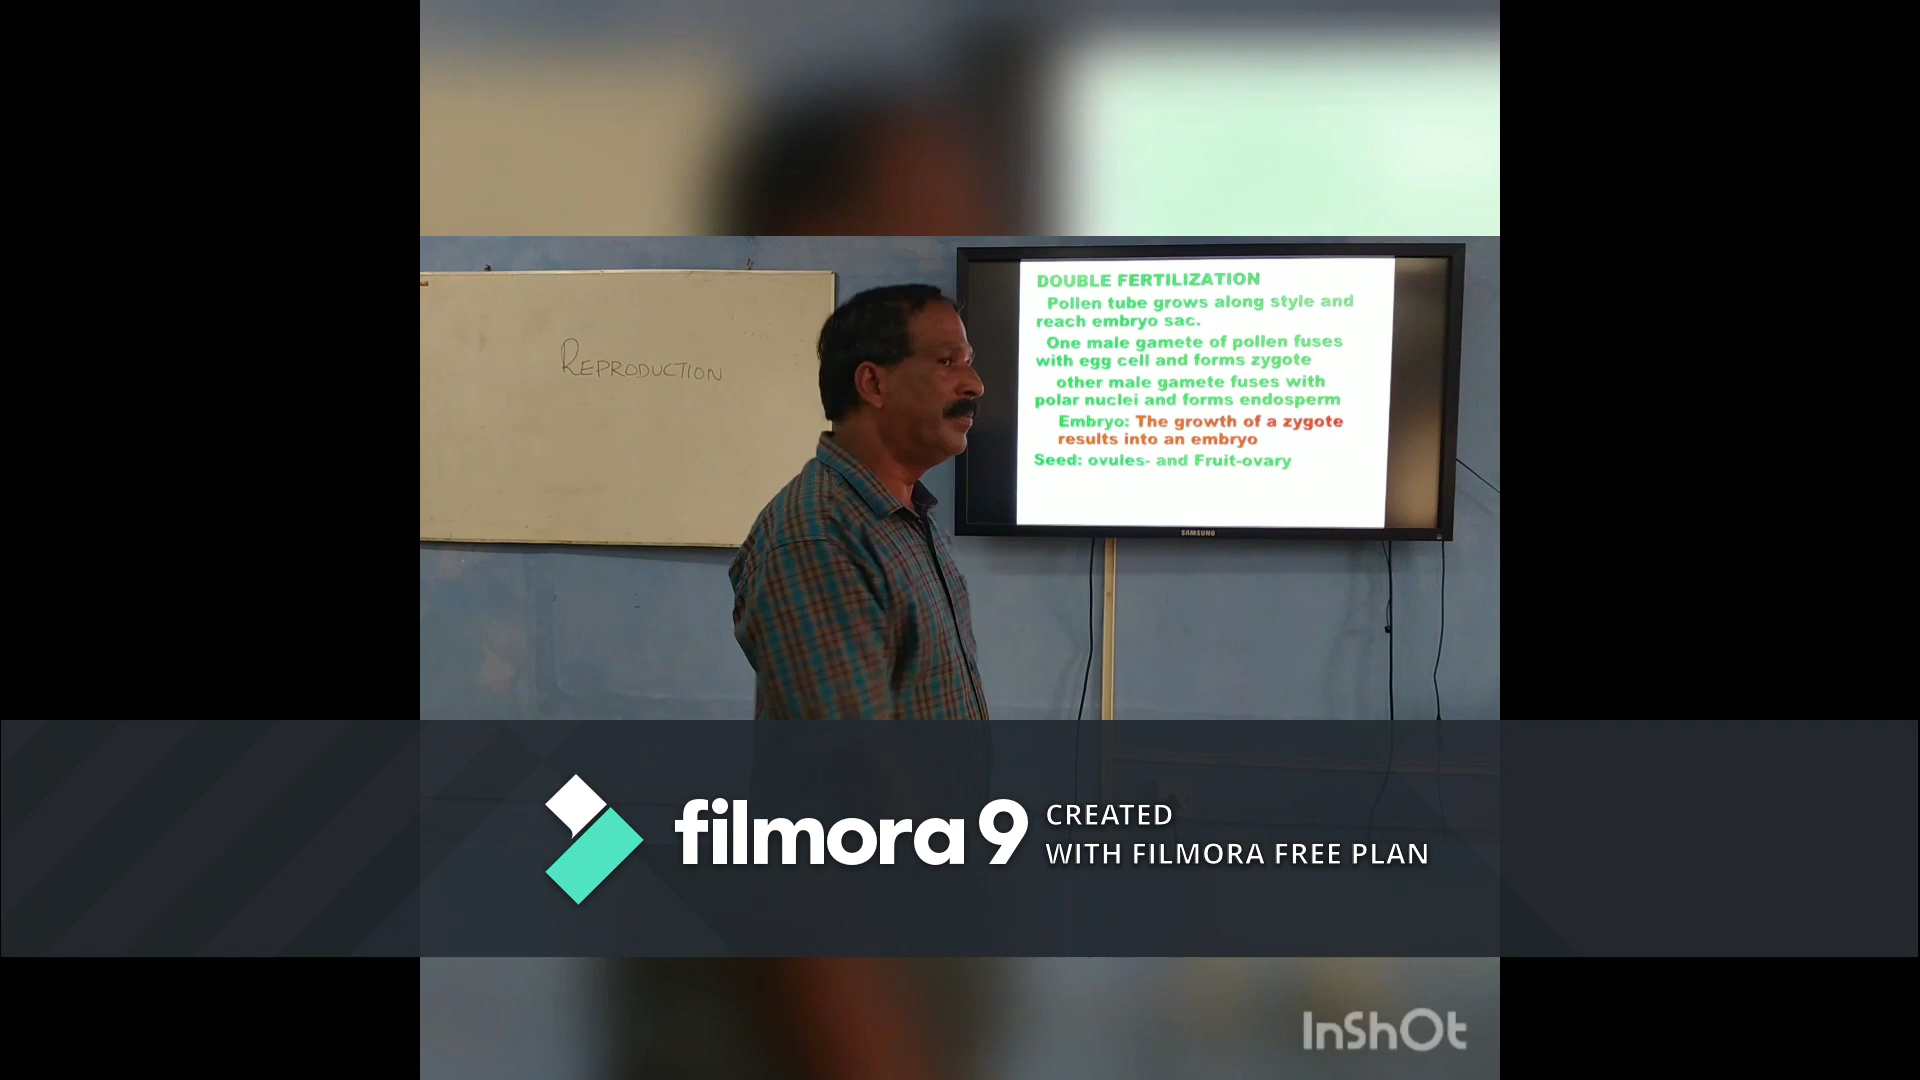 REPRODUCTION
DOUBLE FERTILIZATION
Pollen tube grows along style and
reach embryo sac.
One male gamete of pollen fuses
with egg cell and forms zygote
other male gamete fuses with
polar nuclei and forms endosperm
Embryo: The growth of a zygote
results into an embryo
Seed: ovules- and Fruit-ovary
SAMSUNG
filmora 9
CREATED
WITH FILMORA FREE PLAN
InShOt